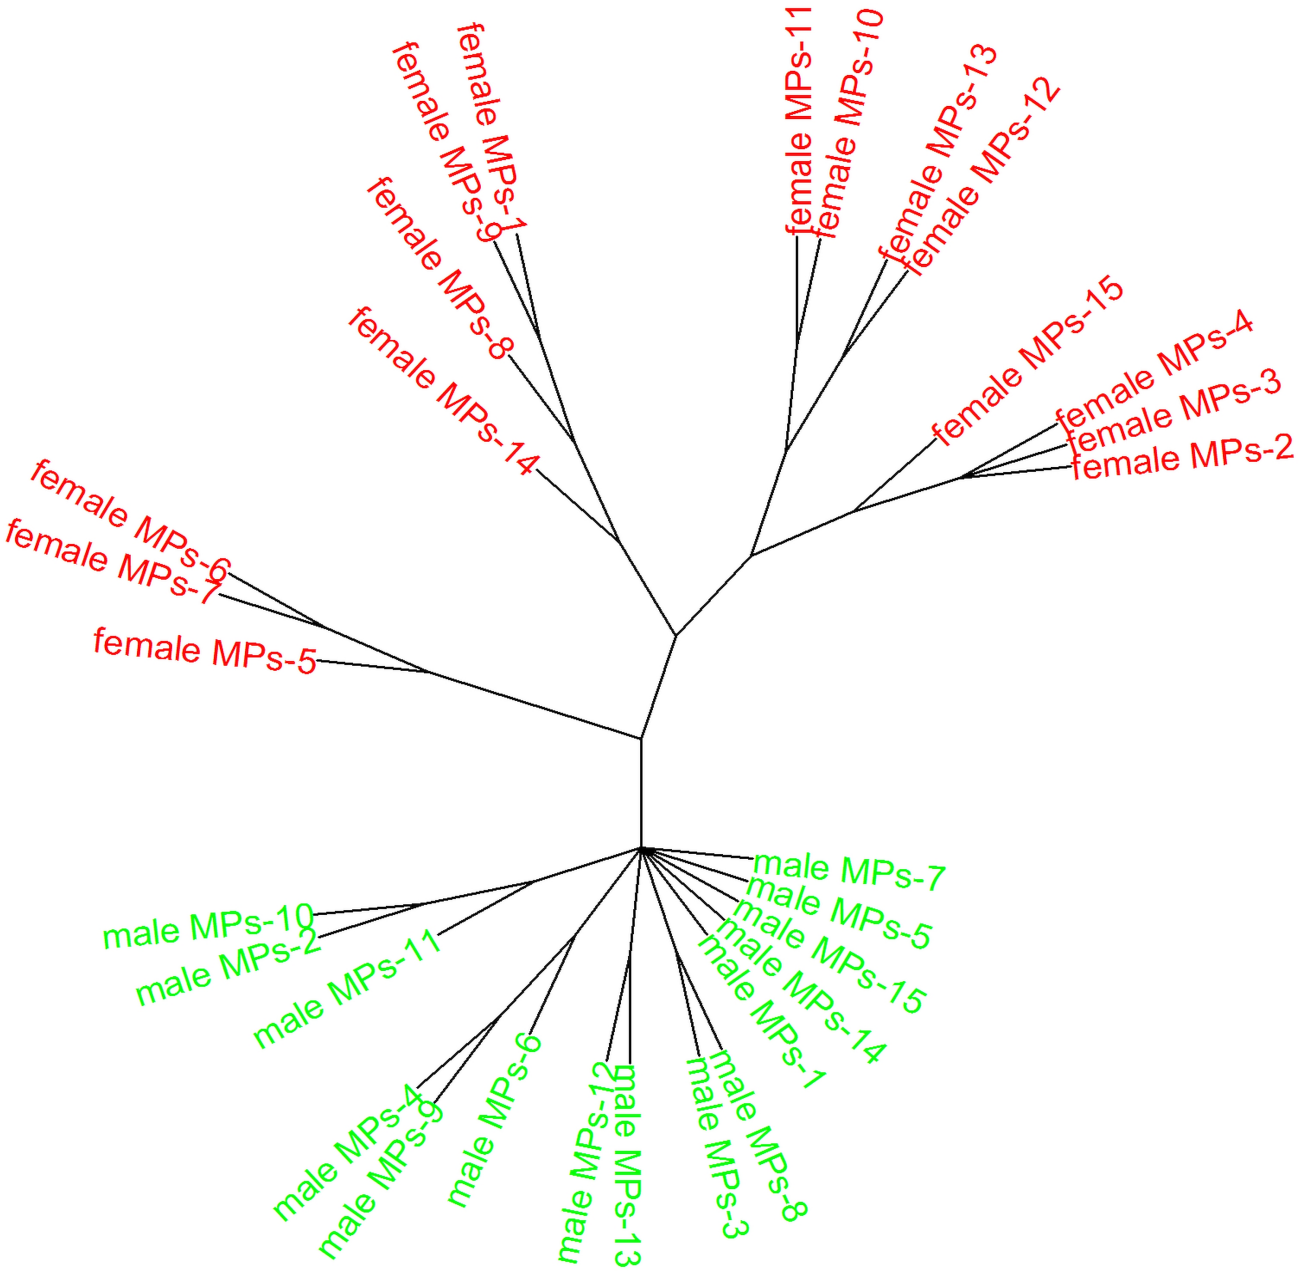 female MPs-1
female MPs-9
female MPs-8
female MPs-14
female MPs-11
female MPs-10
female MPs-13
female MPs-12
female MPs-15
female MPs-4
female MPs-3
female MPs-2
female MPs-6
female MPs-7
female MPs-5
male MPs-7
male MPs-5
male MPs-15
male MPs-14
male MPs-1
male MPs-8
male MPs-3
male MPs-13
male MPs-12
male MPs-6
male MPs-9
male MPs-4
male MPs-11
male MPs-2
male MPs-10